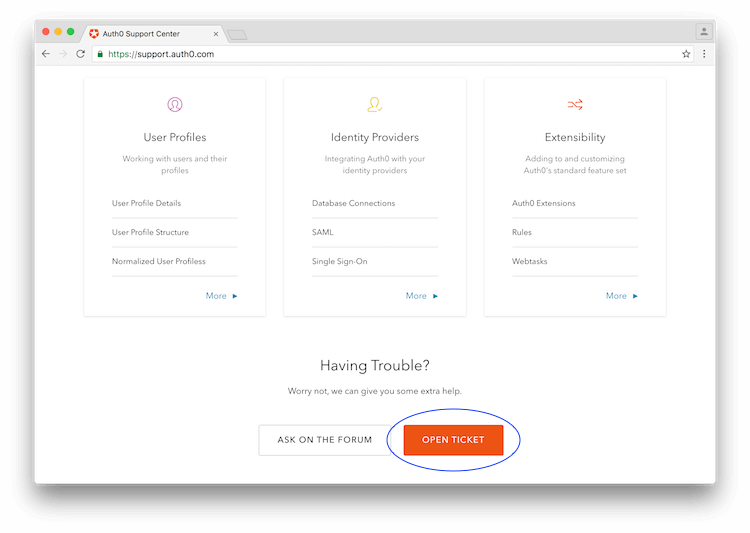 Auth0 Support Center
https://support.auth0.com
User Profiles
Working with users and their
profiles
User Profile Details
User Profile Structure
Normalized User Profiless
More
Identity Providers
Integrating Auth0 with your
identity providers
Database Connections
SAML
Single Sign-On
More
Extensibility
Adding to and customizing
Auth0's standard feature set
Auth0 Extensions
Rules
Webtasks
More
Having Trouble?
Worry not, we can give you some extra help.
ASK ON THE FORUM
OPEN TICKET